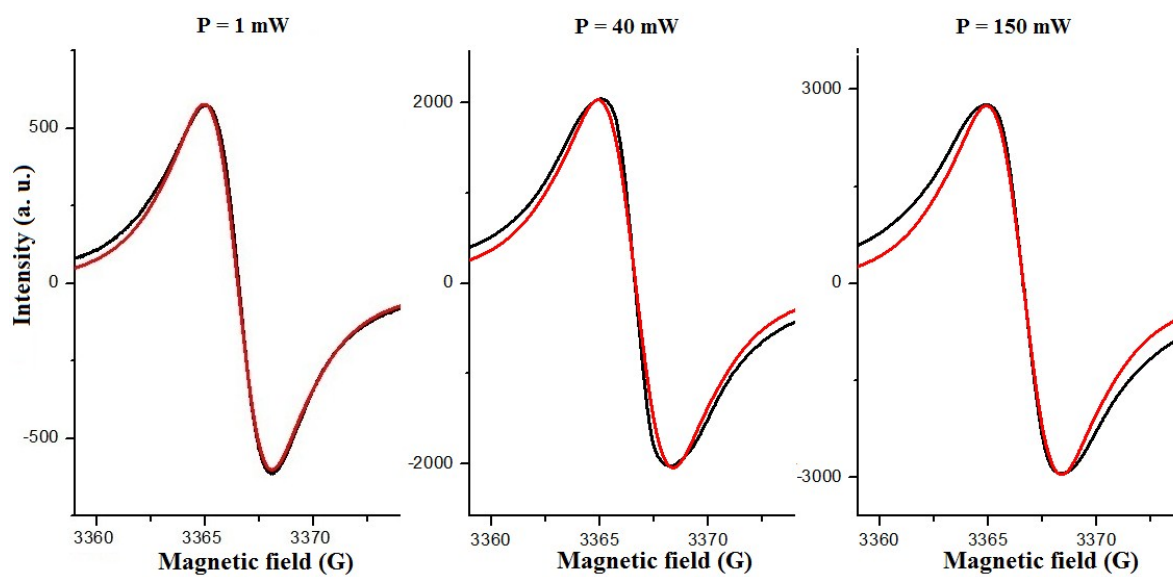 P = 1 mW
P = 40 mW
P = 150 mW
Intensity (a. u.)
500
0
-500
2000
0
-2000
3000
0
-3000
3360
3365
3370
3360
3365
3370
3360
3365
3370
Magnetic field (G)
Magnetic field (G)
Magnetic field (G)